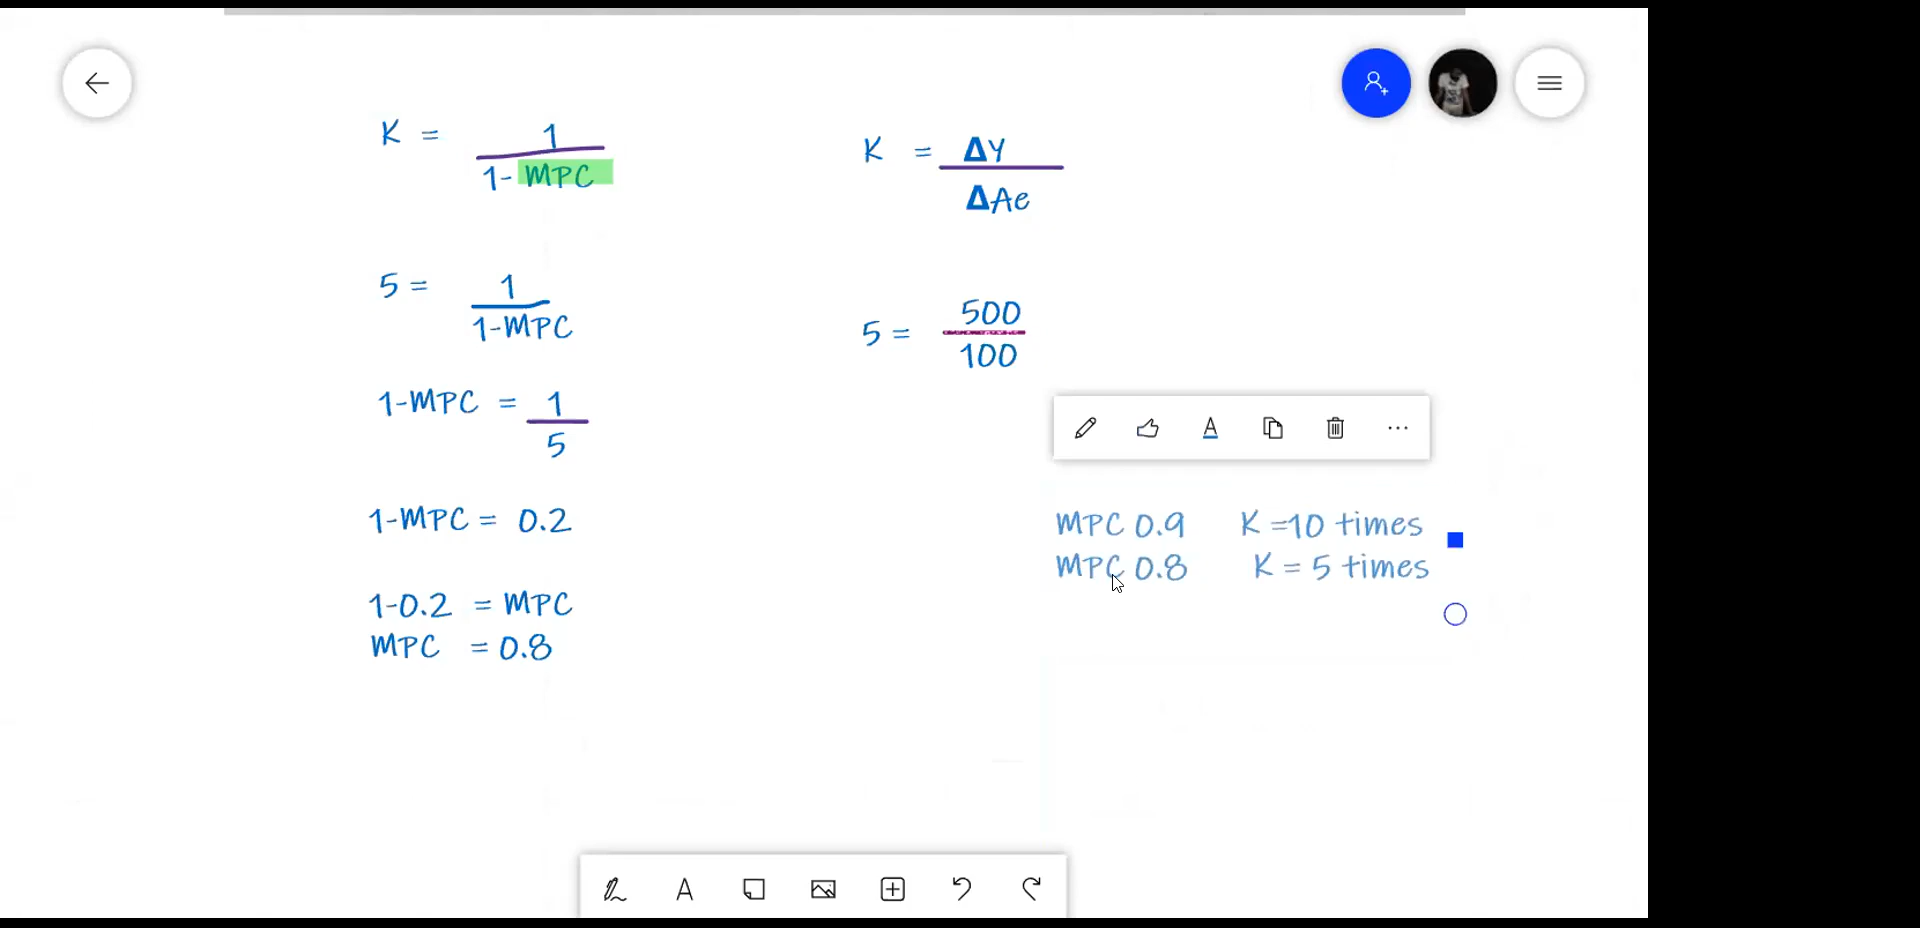 K = 1
1- MPC
5 = 1
1-MPC
1-MPC = 1
5
1-MPC = 0.2
1-0.2 = MPC
MPC = 0.8
K = ΔY
ΔAe
5 = 500
100
MPC 0.9 K =10 times
MPC 0.8 K = 5 times